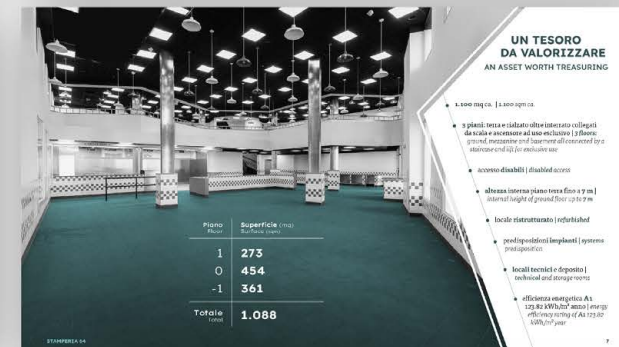 UN TESORO
DA VALORIZZARE
AN ASSET WORTH TREASURING
1.100 mq ca. | 1.100 sqm ca.
3 piani: terra e rialzato oltre interrato collegati
da scala e ascensore ad uso esclusivo | 3 floors:
ground, mezzanine and basement all connected by a
staircase and lift for exclusive use
accesso disabili | disabled access
altezza interna piano terra fino a 7 m |
internal height of ground floor up to 7 m
locale ristrutturato | refurbished
predisposizioni impianti | systems
predisposition
locali tecnici e deposito |
technical and storage rooms
efficienza energetica A1
123.82 kWh/m² anno | energy
efficiency rating of A1 123.82
kWh/m² year
Piano Superficie (mq)
Floor Surface (sqm)
1 273
0 454
-1 361
Totale 1.088
Total
STAMPERIA 64
7